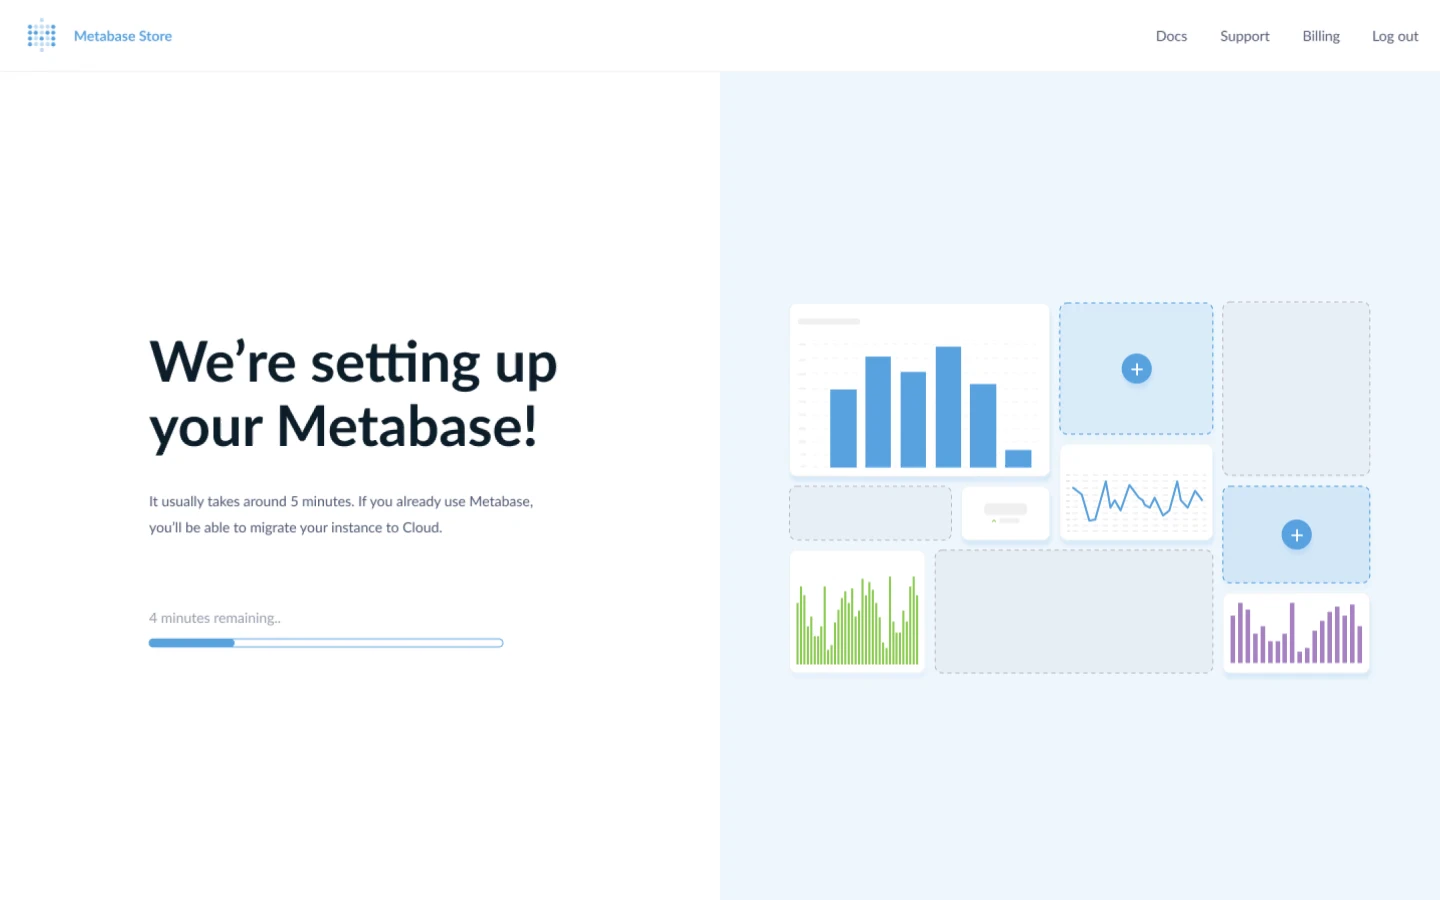 Metabase Store
Docs
Support
Billing
Log out
We’re setting up
your Metabase!
It usually takes around 5 minutes. If you already use Metabase,
you’ll be able to migrate your instance to Cloud.
4 minutes remaining..